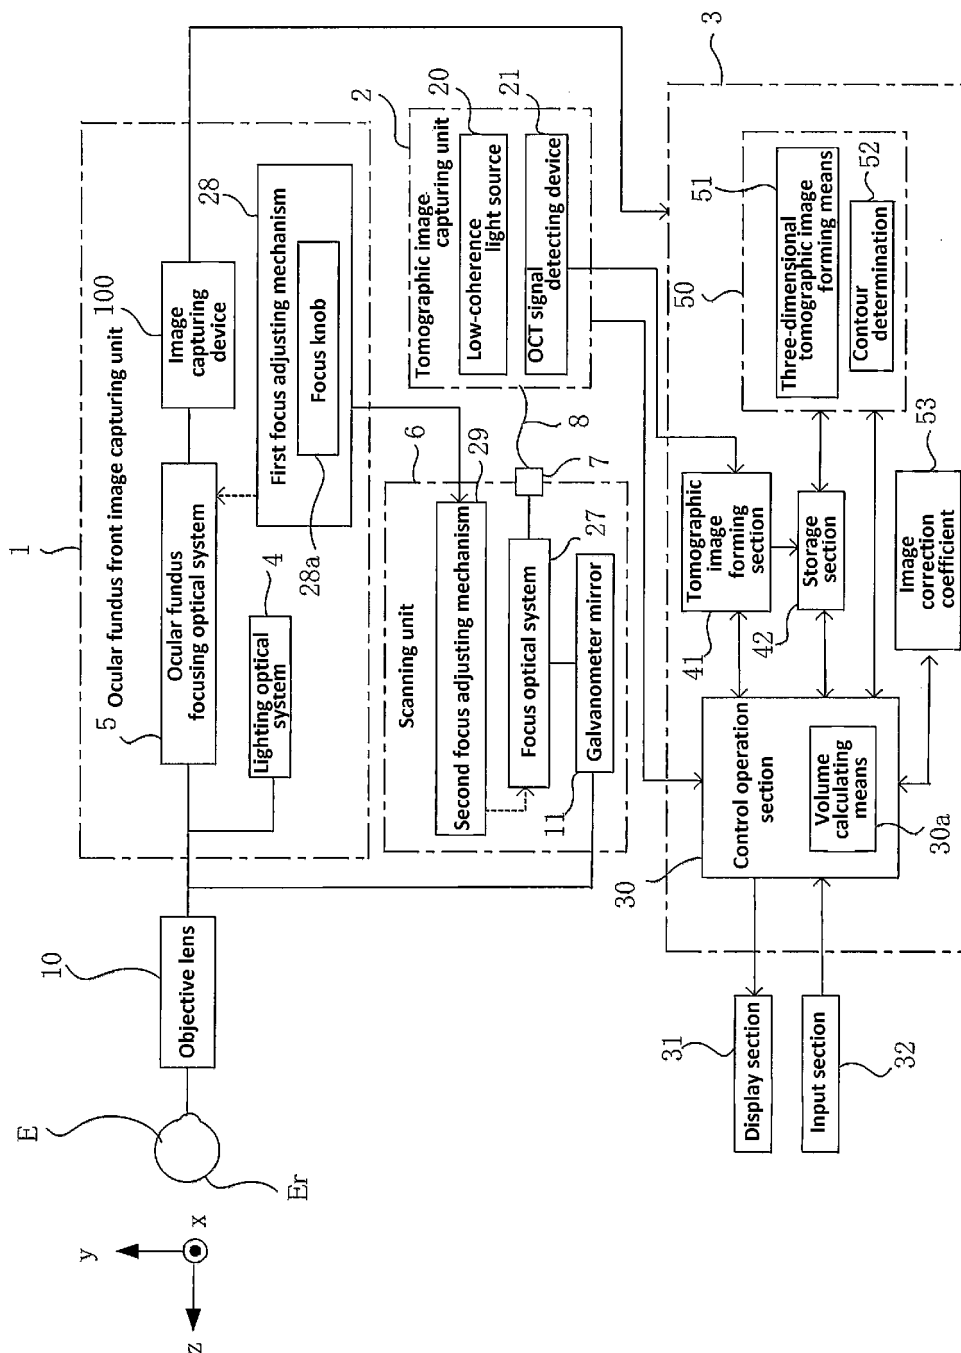 1
Ocular fundus front image capturing unit
5
Ocular fundus
focusing optical system
100
Image
capturing
device
28
First focus adjusting mechanism
Focus knob
28a
4
Lighting optical
system
10
Objective lens
E
Er
y
x
z
2
Tomographic image
capturing unit
20
Low-coherence
light source
21
OCT signal
detecting device
8
7
6
Scanning unit
29
Second focus adjusting mechanism
27
Focus optical system
11
Galvanometer mirror
3
50
51
Three-dimensional
tomographic image
forming means
52
Contour
determination
53
Image
correction
coefficient
41
Tomographic
image
forming
section
42
Storage
section
30
Control operation
section
Volume
calculating
means
30a
31
Display section
32
Input section